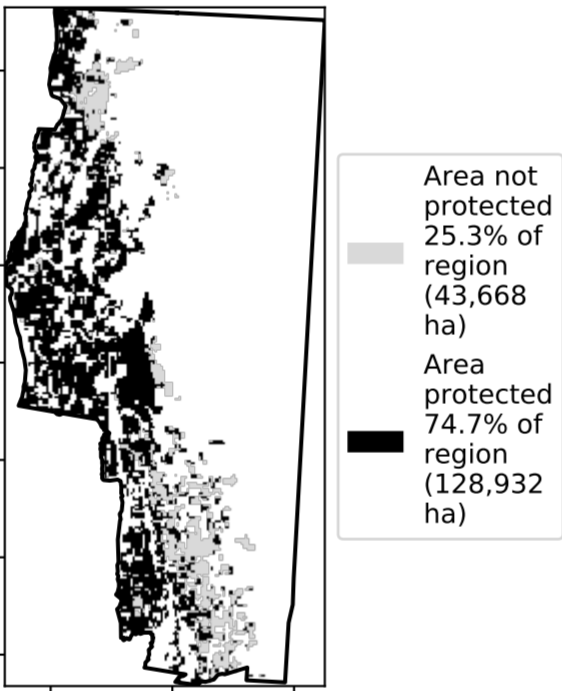 Area not
protected
25.3% of
region
(43,668
ha)
Area
protected
74.7% of
region
(128,932
ha)